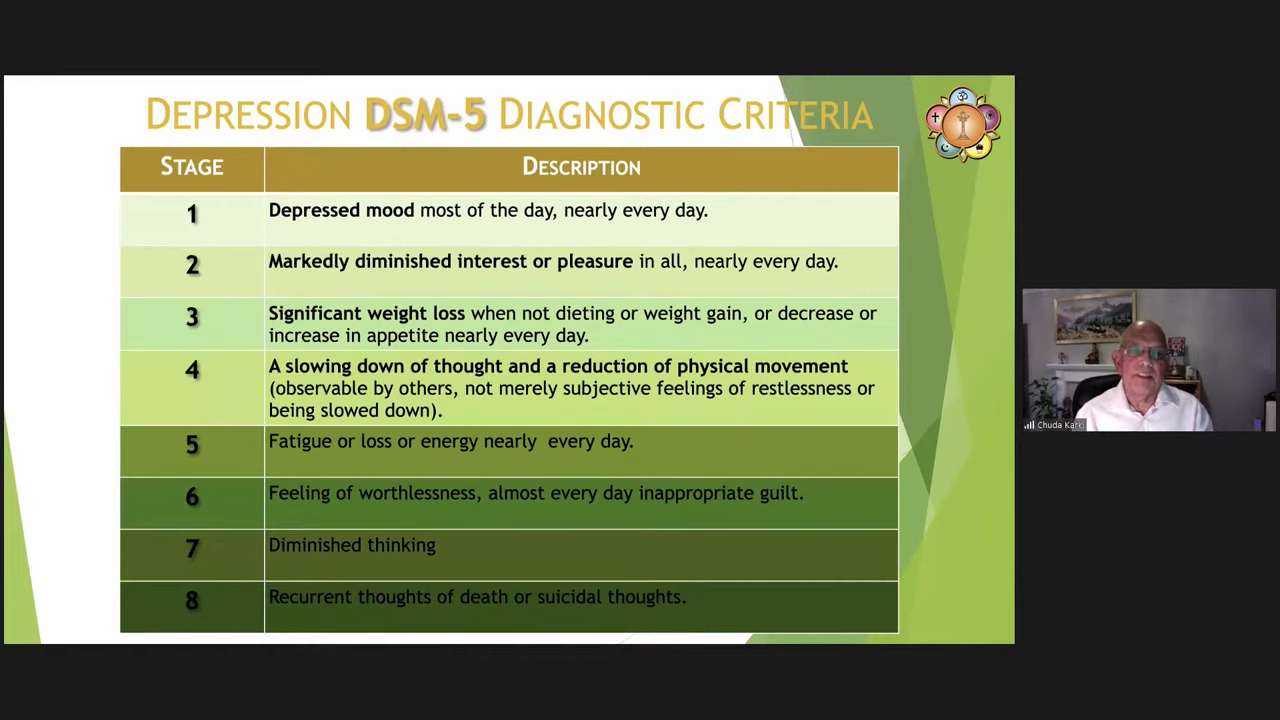 DEPRESSION DSM-5 DIAGNOSTIC CRITERIA
STAGE DESCRIPTION
1 Depressed mood most of the day, nearly every day.
2 Markedly diminished interest or pleasure in all, nearly every day.
3 Significant weight loss when not dieting or weight gain, or decrease or
increase in appetite nearly every day.
4 A slowing down of thought and a reduction of physical movement
(observable by others, not merely subjective feelings of restlessness or
being slowed down).
5 Fatigue or loss or energy nearly every day.
6 Feeling of worthlessness, almost every day inappropriate guilt.
7 Diminished thinking
8 Recurrent thoughts of death or suicidal thoughts.
Chuda Karki